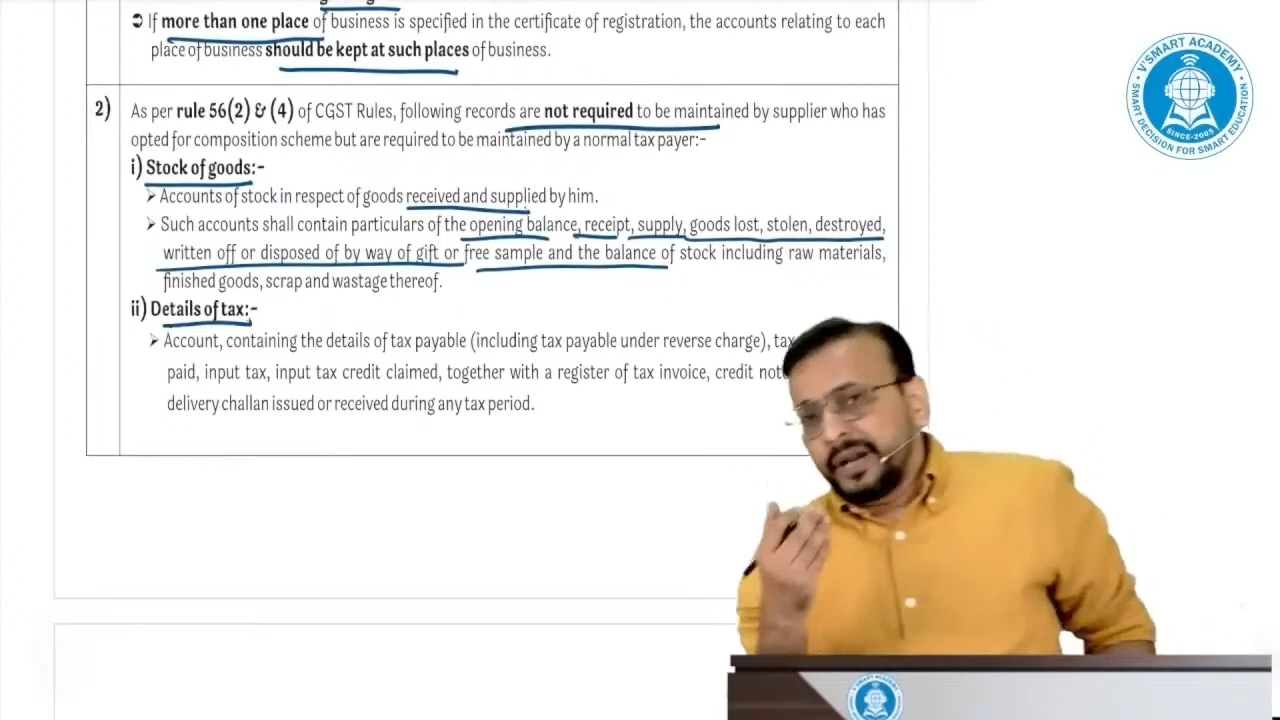 ➲ If more than one place of business is specified in the certificate of registration, the accounts relating to each
place of business should be kept at such places of business.
2) As per rule 56(2) & (4) of CGST Rules, following records are not required to be maintained by supplier who has
opted for composition scheme but are required to be maintained by a normal tax payer:-
i) Stock of goods:-
➢ Accounts of stock in respect of goods received and supplied by him.
➢ Such accounts shall contain particulars of the opening balance, receipt, supply, goods lost, stolen, destroyed,
written off or disposed of by way of gift or free sample and the balance of stock including raw materials,
finished goods, scrap and wastage thereof.
ii) Details of tax:-
➢ Account, containing the details of tax payable (including tax payable under reverse charge), tax
paid, input tax, input tax credit claimed, together with a register of tax invoice, credit
delivery challan issued or received during any tax period.
V'SMART ACADEMY
SMART DECISION FOR SMART EDUCATION
SINCE-2005